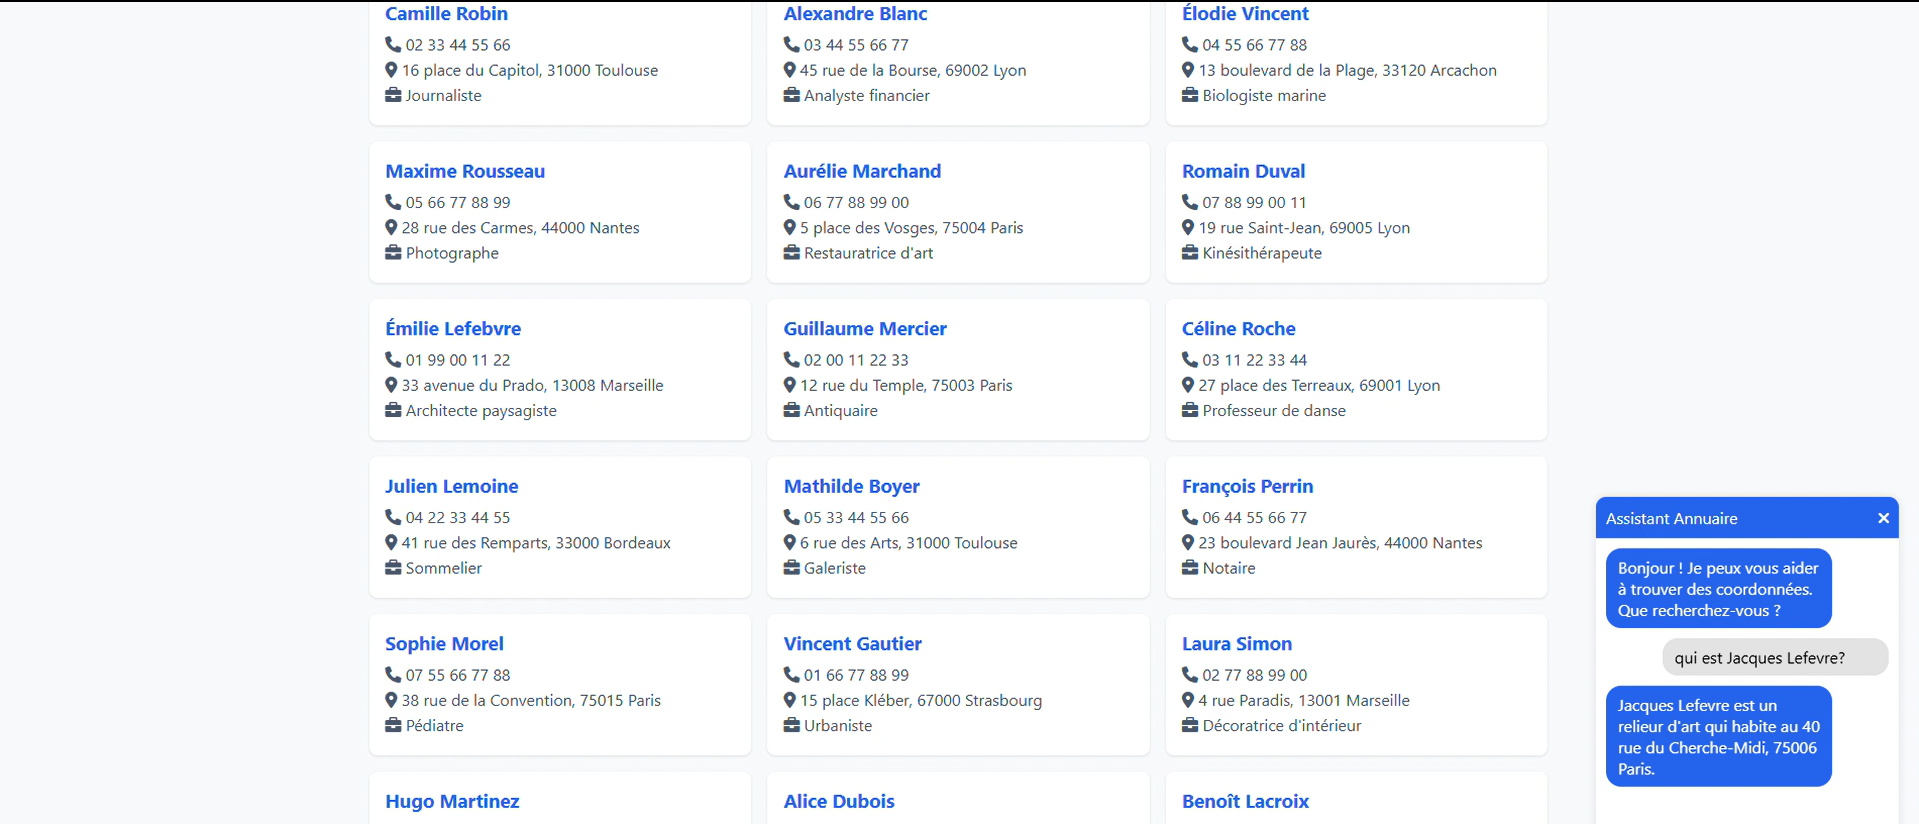 Camille Robin
02 33 44 55 66
16 place du Capitol, 31000 Toulouse
Journaliste
Alexandre Blanc
03 44 55 66 77
45 rue de la Bourse, 69002 Lyon
Analyste financier
Élodie Vincent
04 55 66 77 88
13 boulevard de la Plage, 33120 Arcachon
Biologiste marine
Maxime Rousseau
05 66 77 88 99
28 rue des Carmes, 44000 Nantes
Photographe
Aurélie Marchand
06 77 88 99 00
5 place des Vosges, 75004 Paris
Restauratrice d'art
Romain Duval
07 88 99 00 11
19 rue Saint-Jean, 69005 Lyon
Kinésithérapeute
Émilie Lefebvre
01 99 00 11 22
33 avenue du Prado, 13008 Marseille
Architecte paysagiste
Guillaume Mercier
02 00 11 22 33
12 rue du Temple, 75003 Paris
Antiquaire
Céline Roche
03 11 22 33 44
27 place des Terreaux, 69001 Lyon
Professeur de danse
Julien Lemoine
04 22 33 44 55
41 rue des Remparts, 33000 Bordeaux
Sommelier
Mathilde Boyer
05 33 44 55 66
6 rue des Arts, 31000 Toulouse
Galeriste
François Perrin
06 44 55 66 77
23 boulevard Jean Jaurès, 44000 Nantes
Notaire
Sophie Morel
07 55 66 77 88
38 rue de la Convention, 75015 Paris
Pédiatre
Vincent Gautier
01 66 77 88 99
15 place Kléber, 67000 Strasbourg
Urbaniste
Laura Simon
02 77 88 99 00
4 rue Paradis, 13001 Marseille
Décoratrice d'intérieur
Hugo Martinez
Alice Dubois
Benoît Lacroix
Assistant Annuaire
Bonjour ! Je peux vous aider
à trouver des coordonnées.
Que recherchez-vous ?
qui est Jacques Lefevre?
Jacques Lefevre est un
relieur d'art qui habite au 40
rue du Cherche-Midi, 75006
Paris.